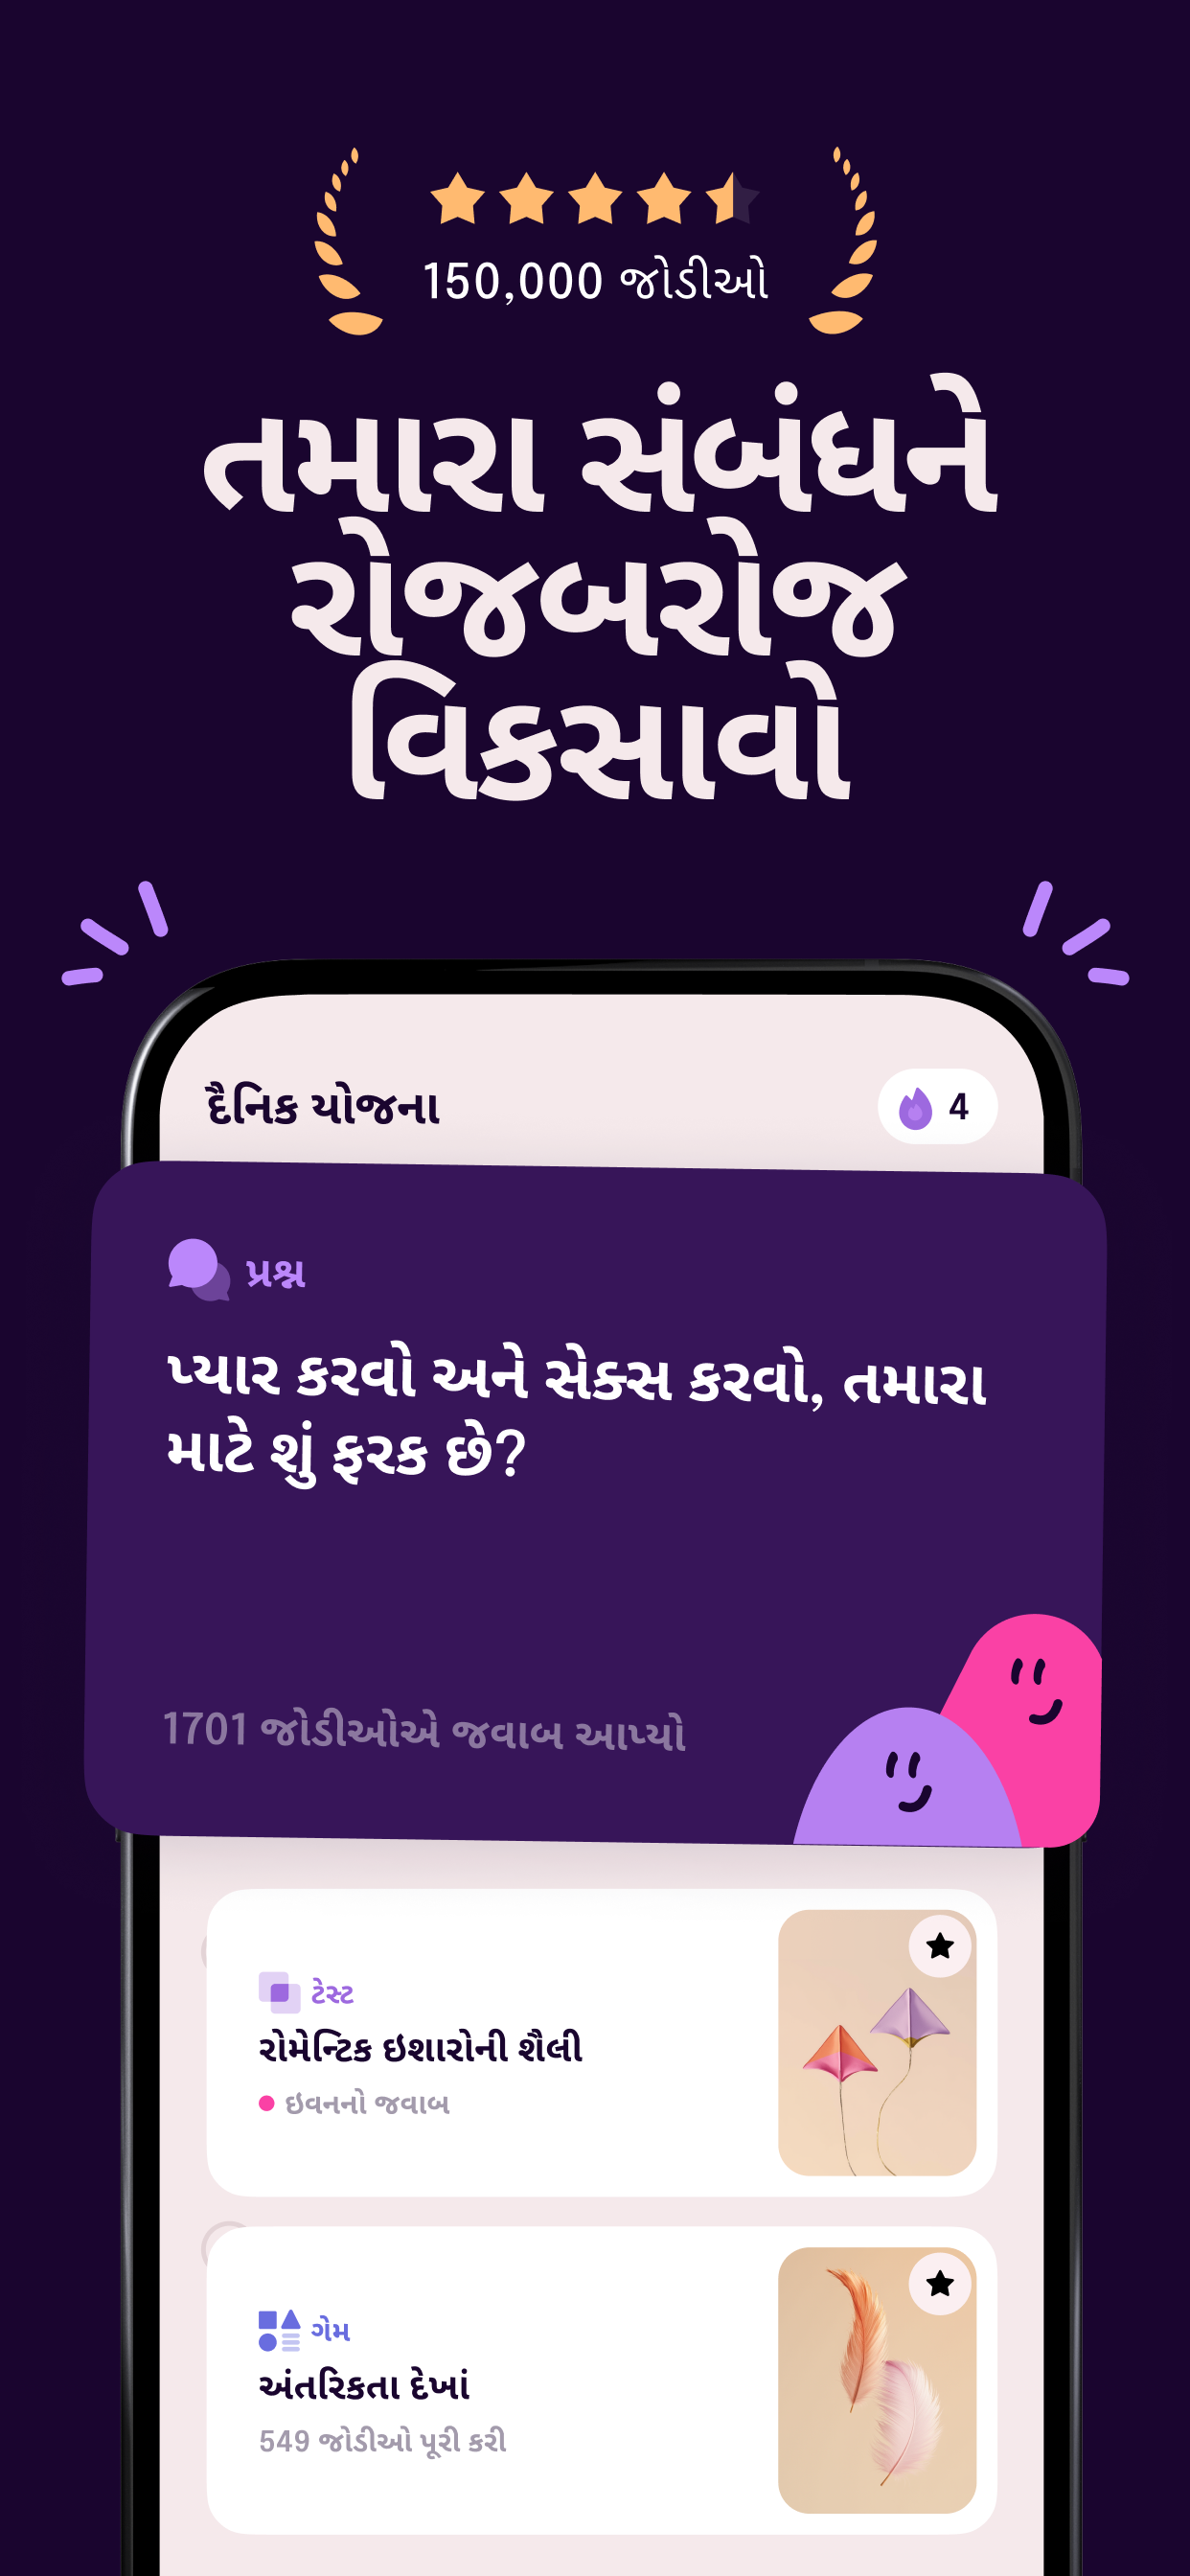 150,000 જોડીઓ
તમારા સંબંધને
રોજબરોજ
વિકસાવો
દૈનિક યોજના
4
પ્રશ્ન
પ્યાર કરવો અને સેક્સ કરવો, તમારા
માટે શું ફરક છે?
1701 જોડીઓએ જવાબ આપ્યો
ટેસ્ટ
રોમેન્ટિક ઇશારોની શૈલી
ઇવનનો જવાબ
ગેમ
અંતરિકતા દેખાં
549 જોડીઓ પૂરી કરી